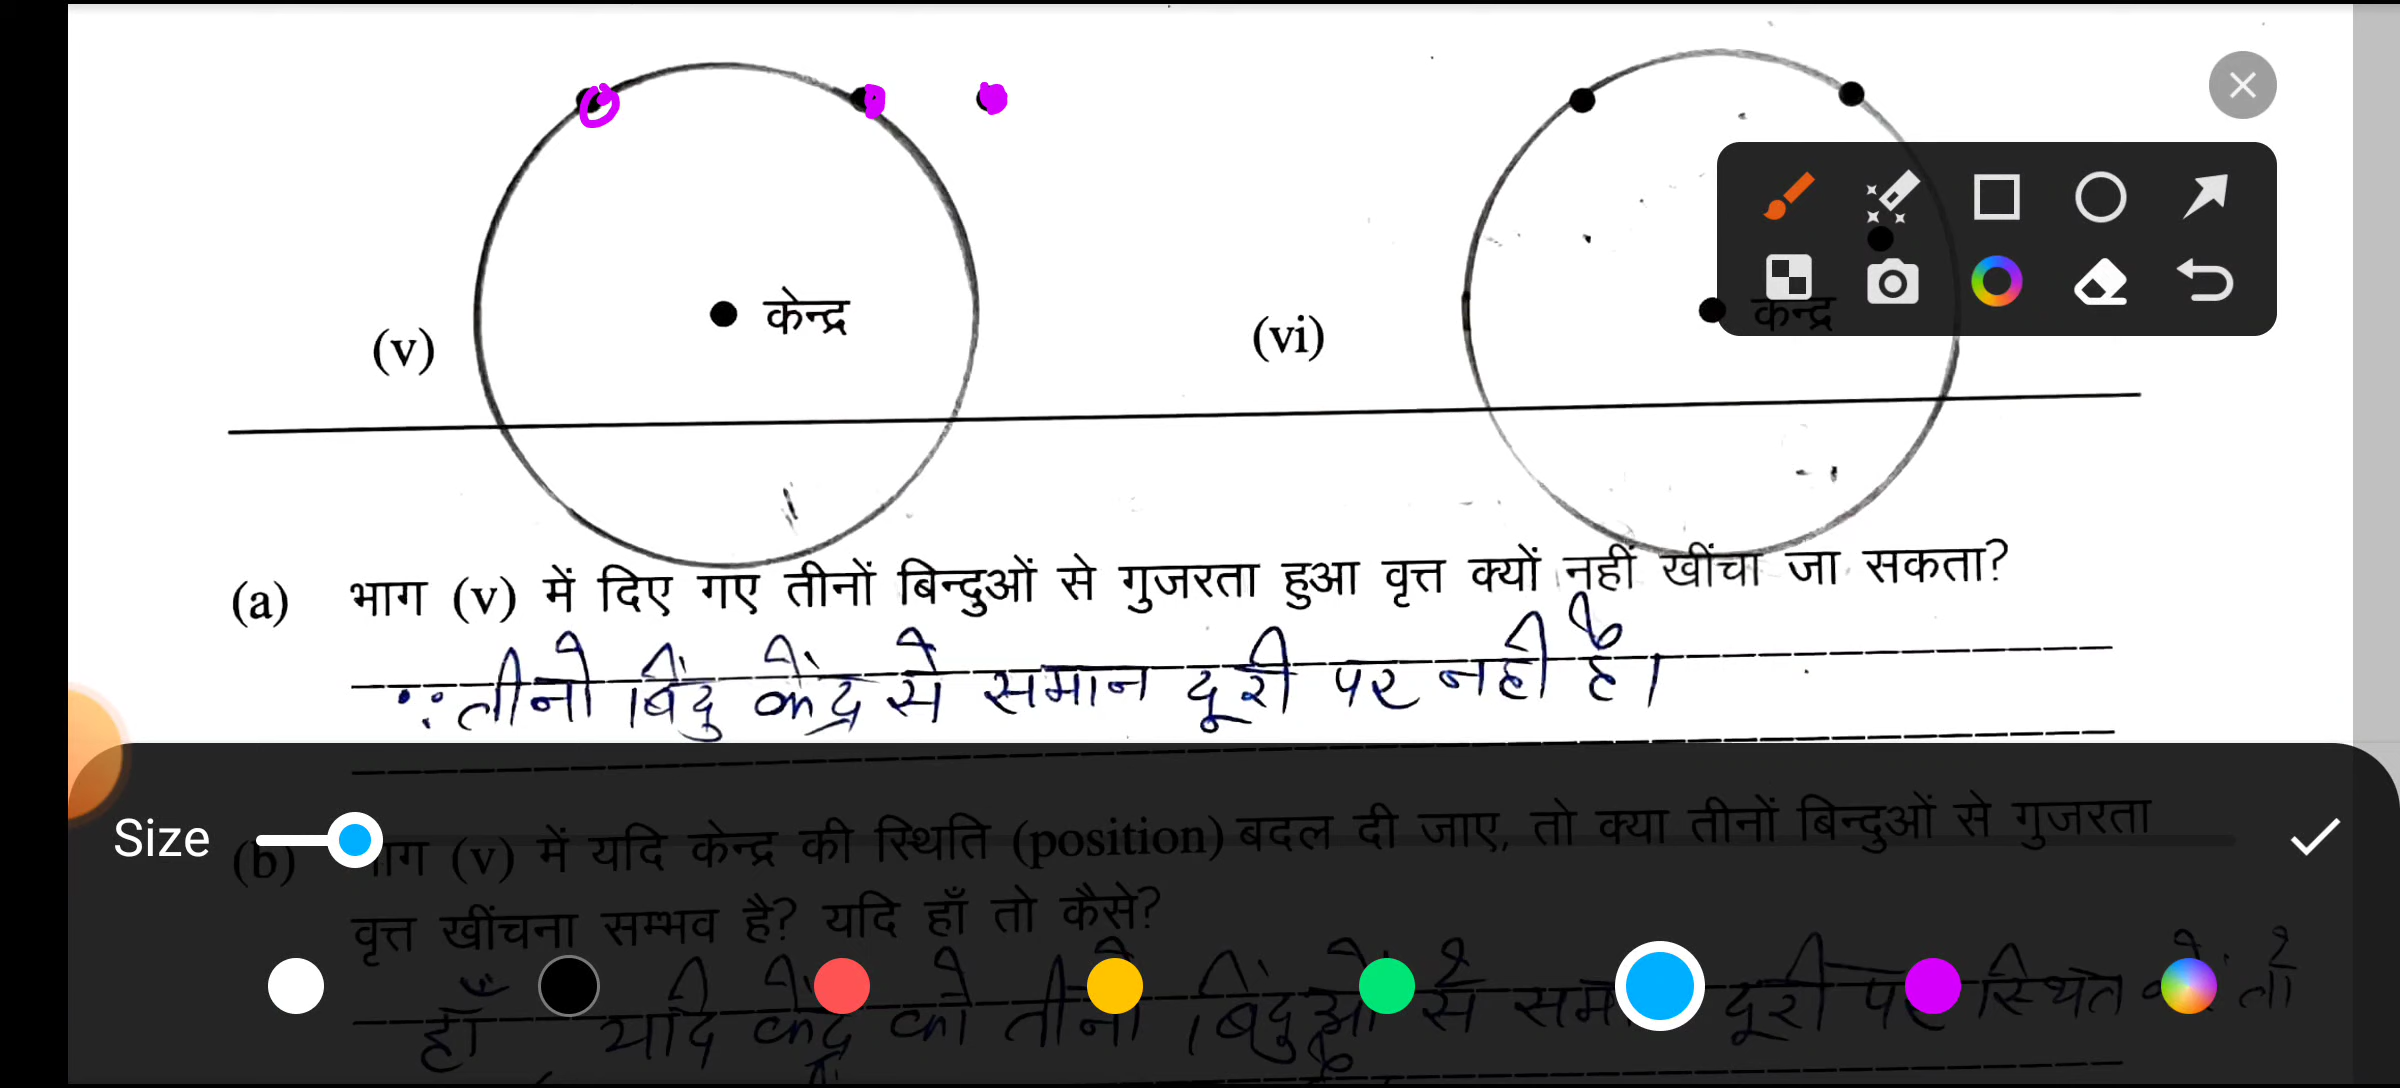 केन्द्र
(v)
केन्द्र
(vi)
(a) भाग (v) में दिए गए तीनों बिन्दुओं से गुजरता हुआ वृत्त क्यों नहीं खींचा जा सकता?
∵ तीनो बिंदु केंद्र से समान दूरी पर नही है।
Size
(b) भाग (v) में यदि केन्द्र की स्थिति (position) बदल दी जाए, तो क्या तीनों बिन्दुओं से गुजरता
वृत्त खींचना सम्भव है? यदि हाँ तो कैसे?
हाँ यदि केंद्र को तीनो बिंदुओ से समान दूरी पर स्थित तो